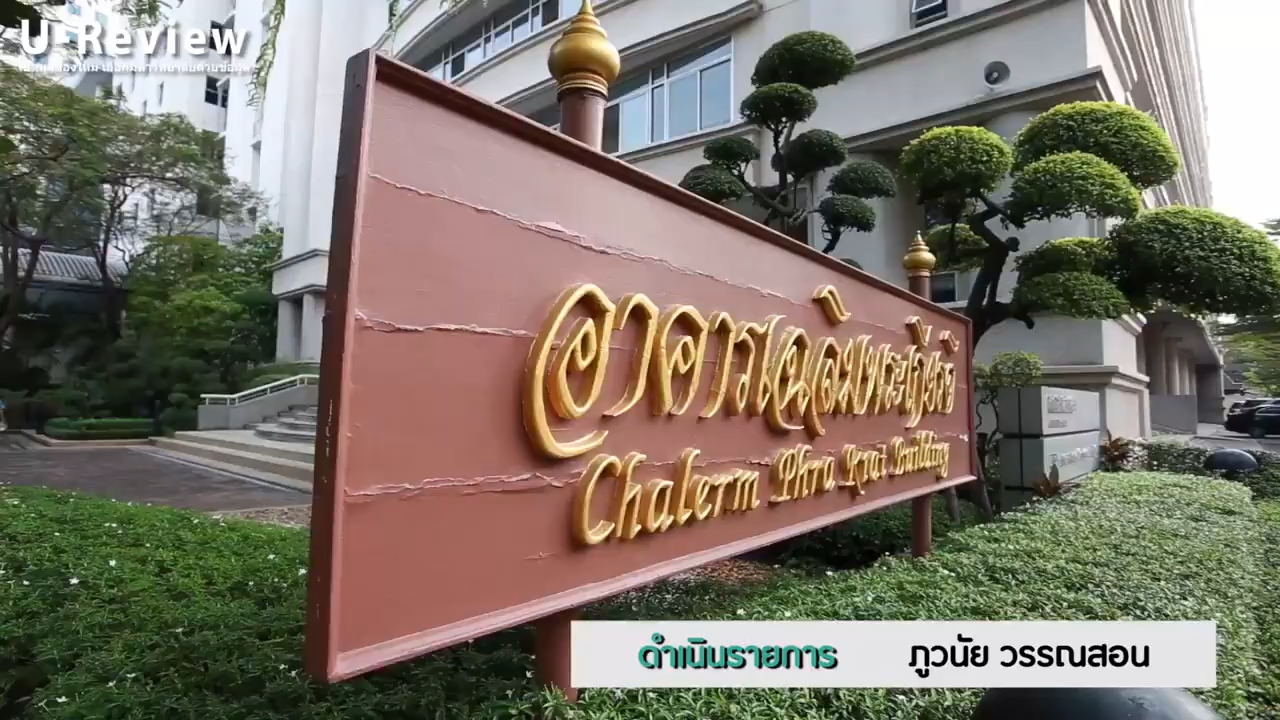 U-Review
อาคารเฉลิมพระเกียรติ
Chalerm Phra Krai Building
ดำเนินรายการ ภูวนัย วรรณสอน